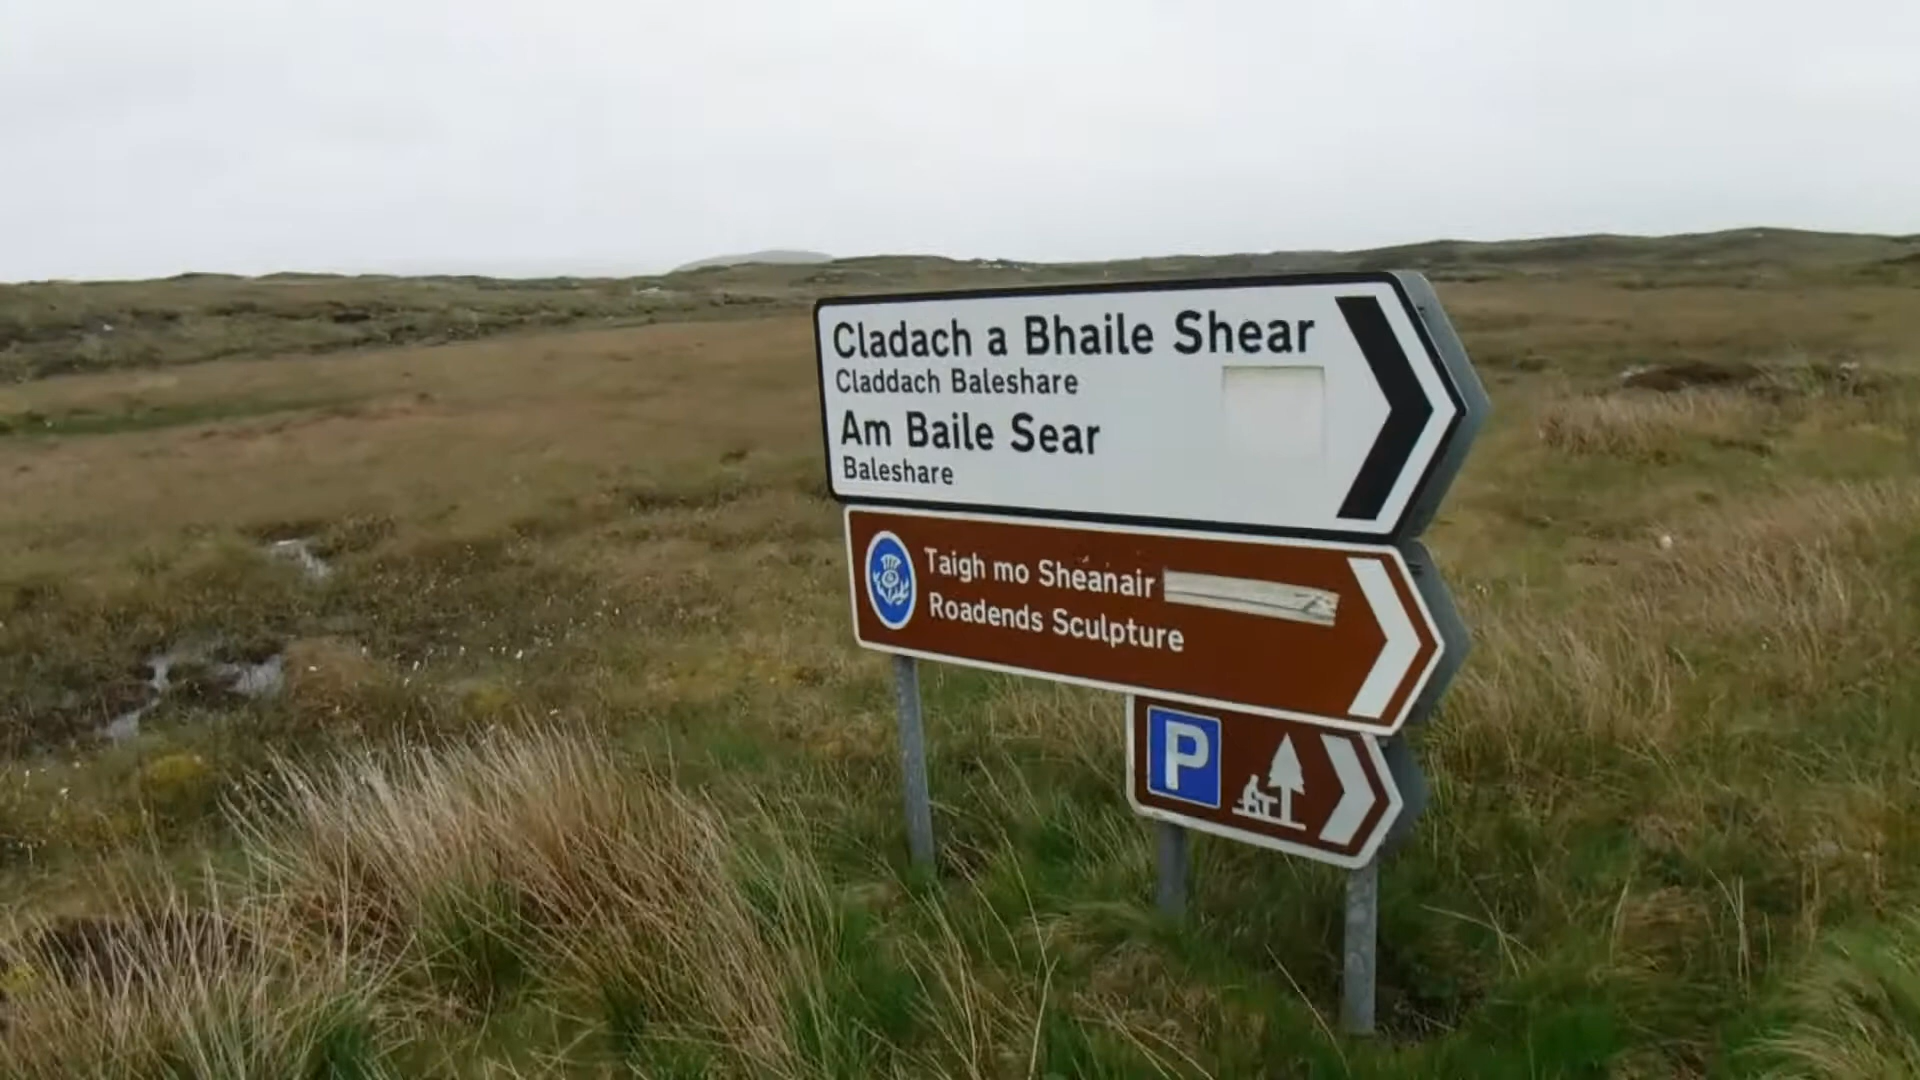 Cladach a Bhaile Shear
Claddach Baleshare
Am Baile Sear
Baleshare
Taigh mo Sheanair
Roadends Sculpture
P